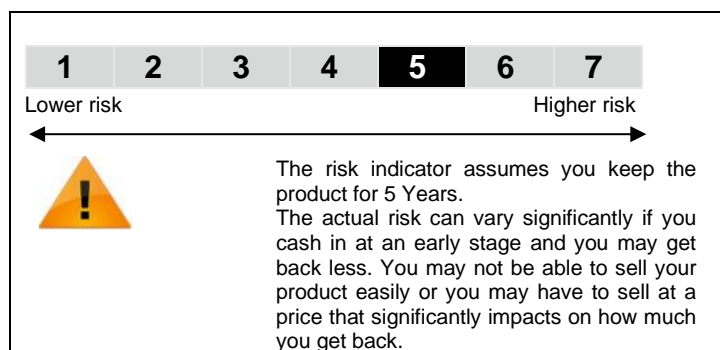 1 2 3 4 5 6 7
Lower risk Higher risk
!
The risk indicator assumes you keep the
product for 5 Years.
The actual risk can vary significantly if you
cash in at an early stage and you may get
back less. You may not be able to sell your
product easily or you may have to sell at a
price that significantly impacts on how much
you get back.